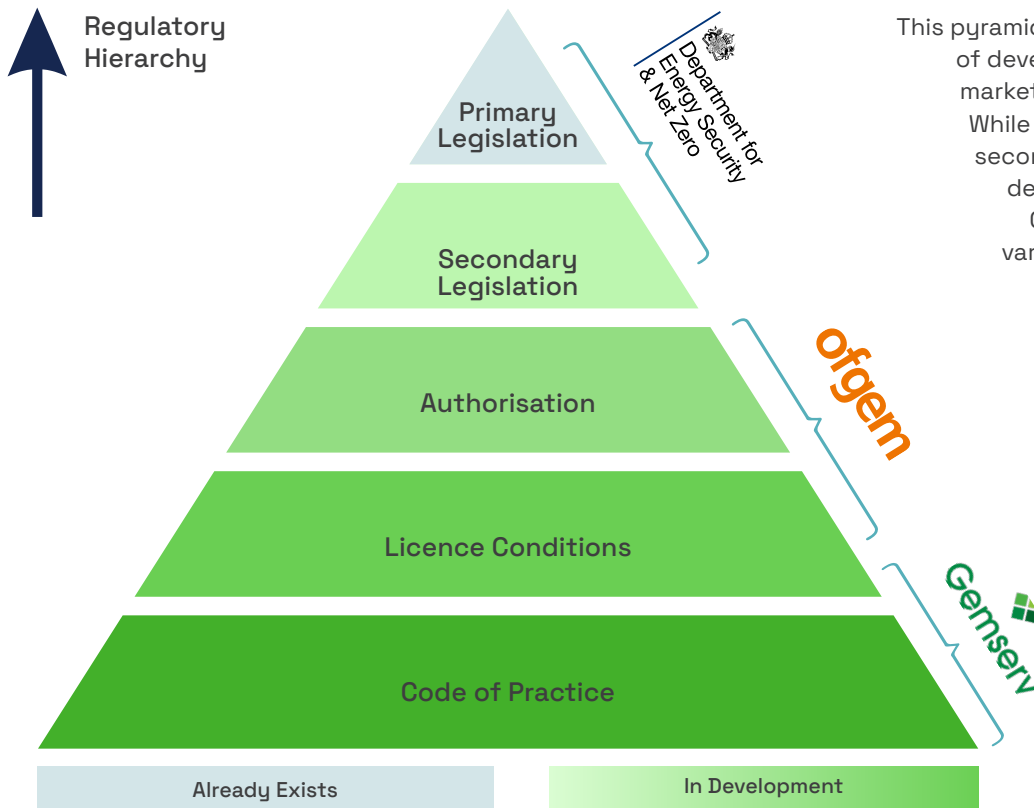 Regulatory
Hierarchy
This pyramid
of deve
market
While
secon
de
var
Primary
Legislation
Department for
Energy Security
& Net Zero
Secondary
Legislation
ofgem
Authorisation
Licence Conditions
Gemserv
Code of Practice
Already Exists
In Development